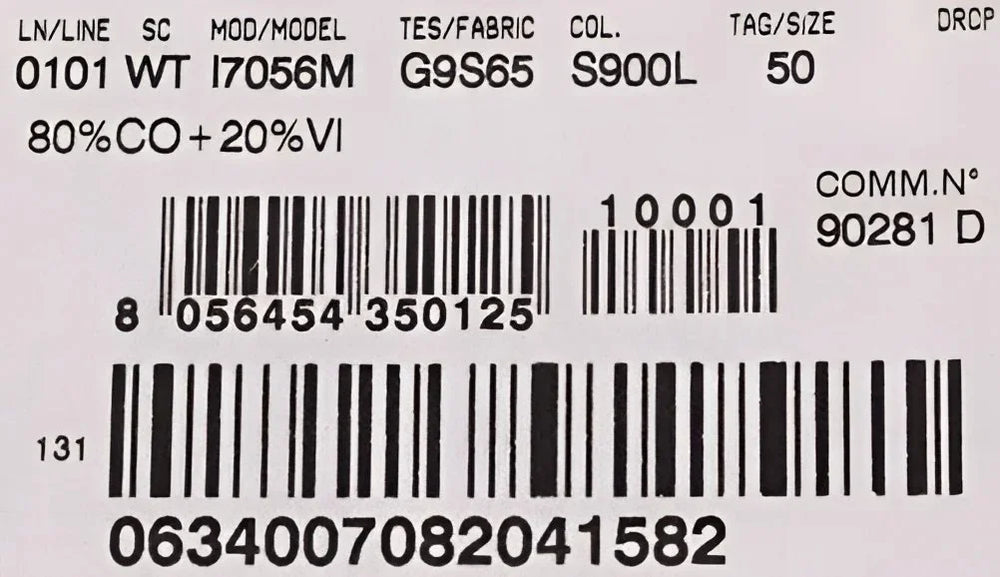 LN/LINE SC MOD/MODEL TES/FABRIC COL. TAG/SIZE DROP
0101 WT I7056M G9S65 S900L 50
80%CO+20%VI
COMM.N°
90281 D
10001
8 056454 350125
131
0634007082041582